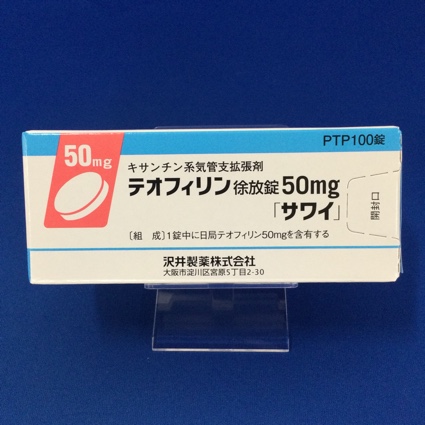 PTP100錠
50mg
キサンチン系気管支拡張剤
テオフィリン徐放錠50mg
「サワイ」
開封口
〔組　成〕1錠中に日局テオフィリン50mgを含有する
沢井製薬株式会社
大阪市淀川区宮原5丁目2-30